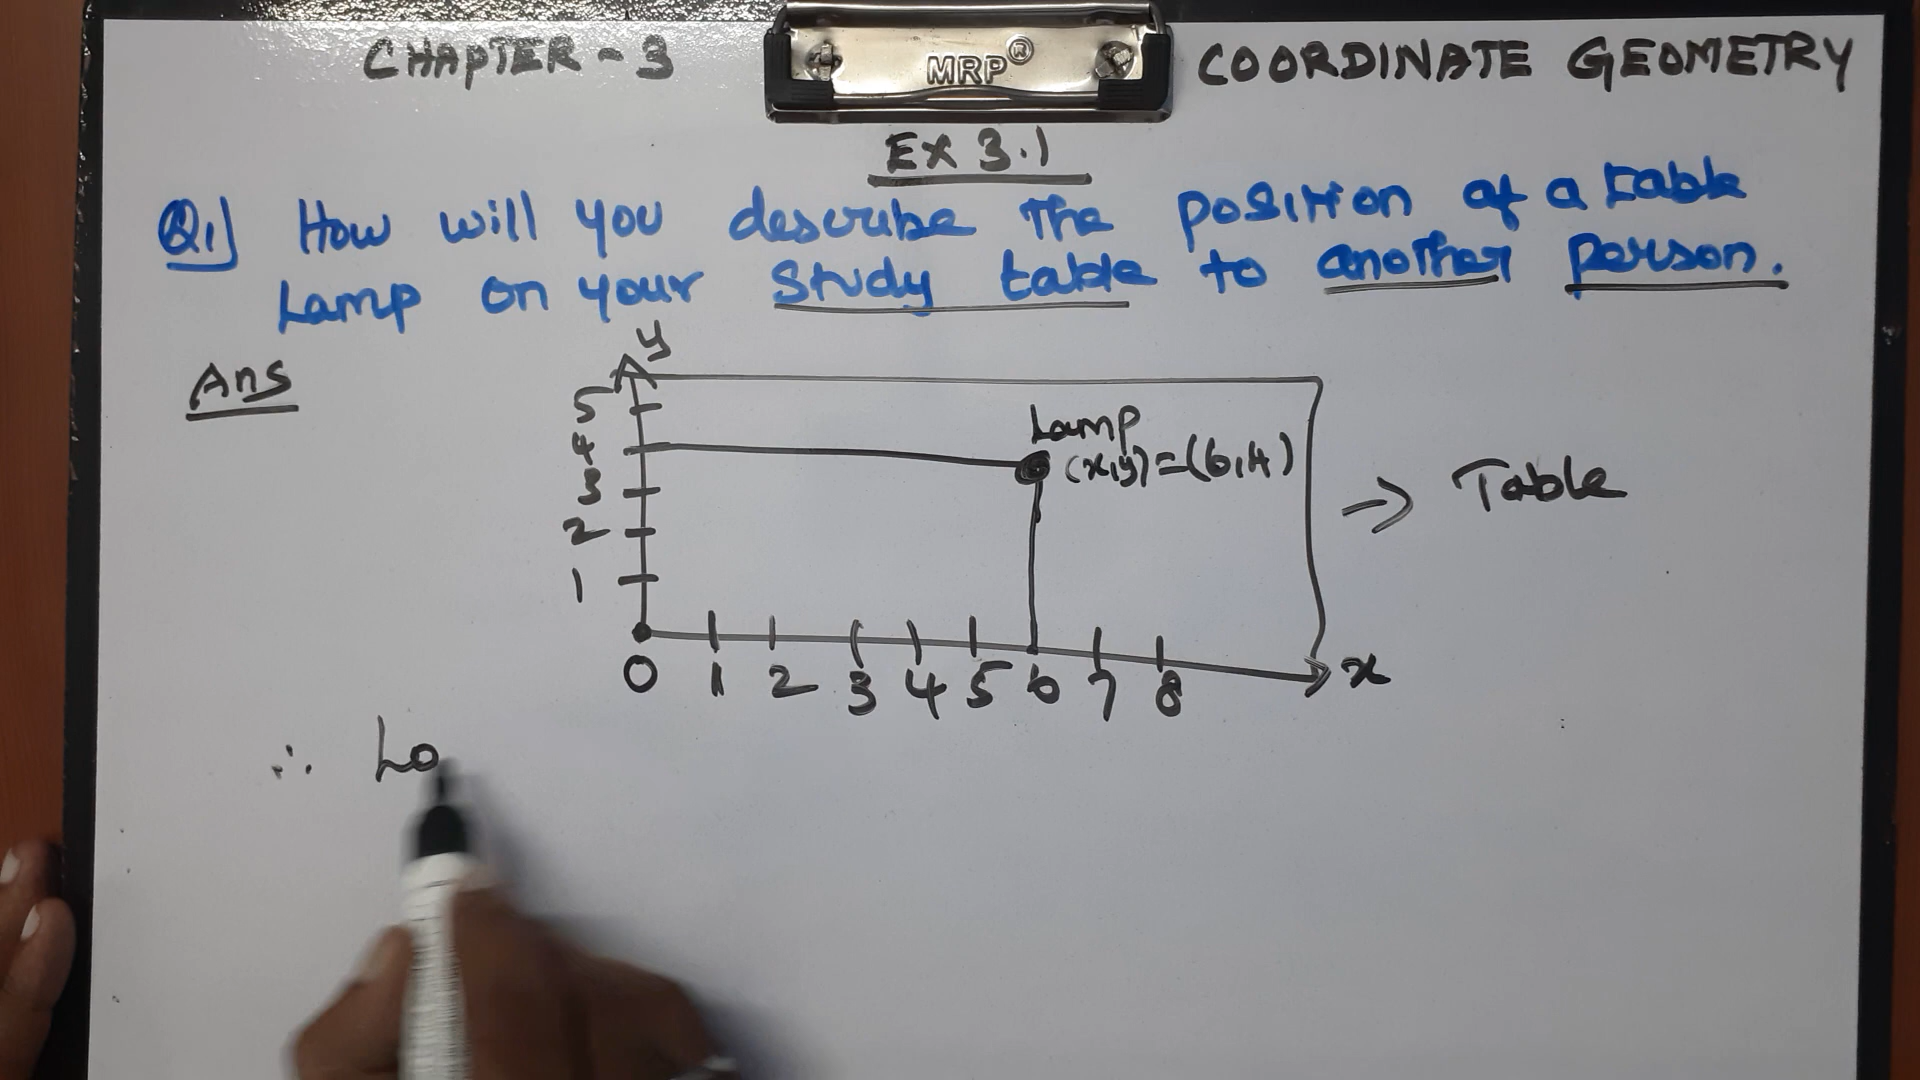 CHAPTER - 3
MRP®
COORDINATE GEOMETRY
EX 3.1
Q1) How will you describe the position of a table
Lamp on your study table to another person.
Ans
y
5
4
3
2
1
Lamp
(x,y)=(6,4)
→ Table
0 1 2 3 4 5 6 7 8
x
∴ Lo